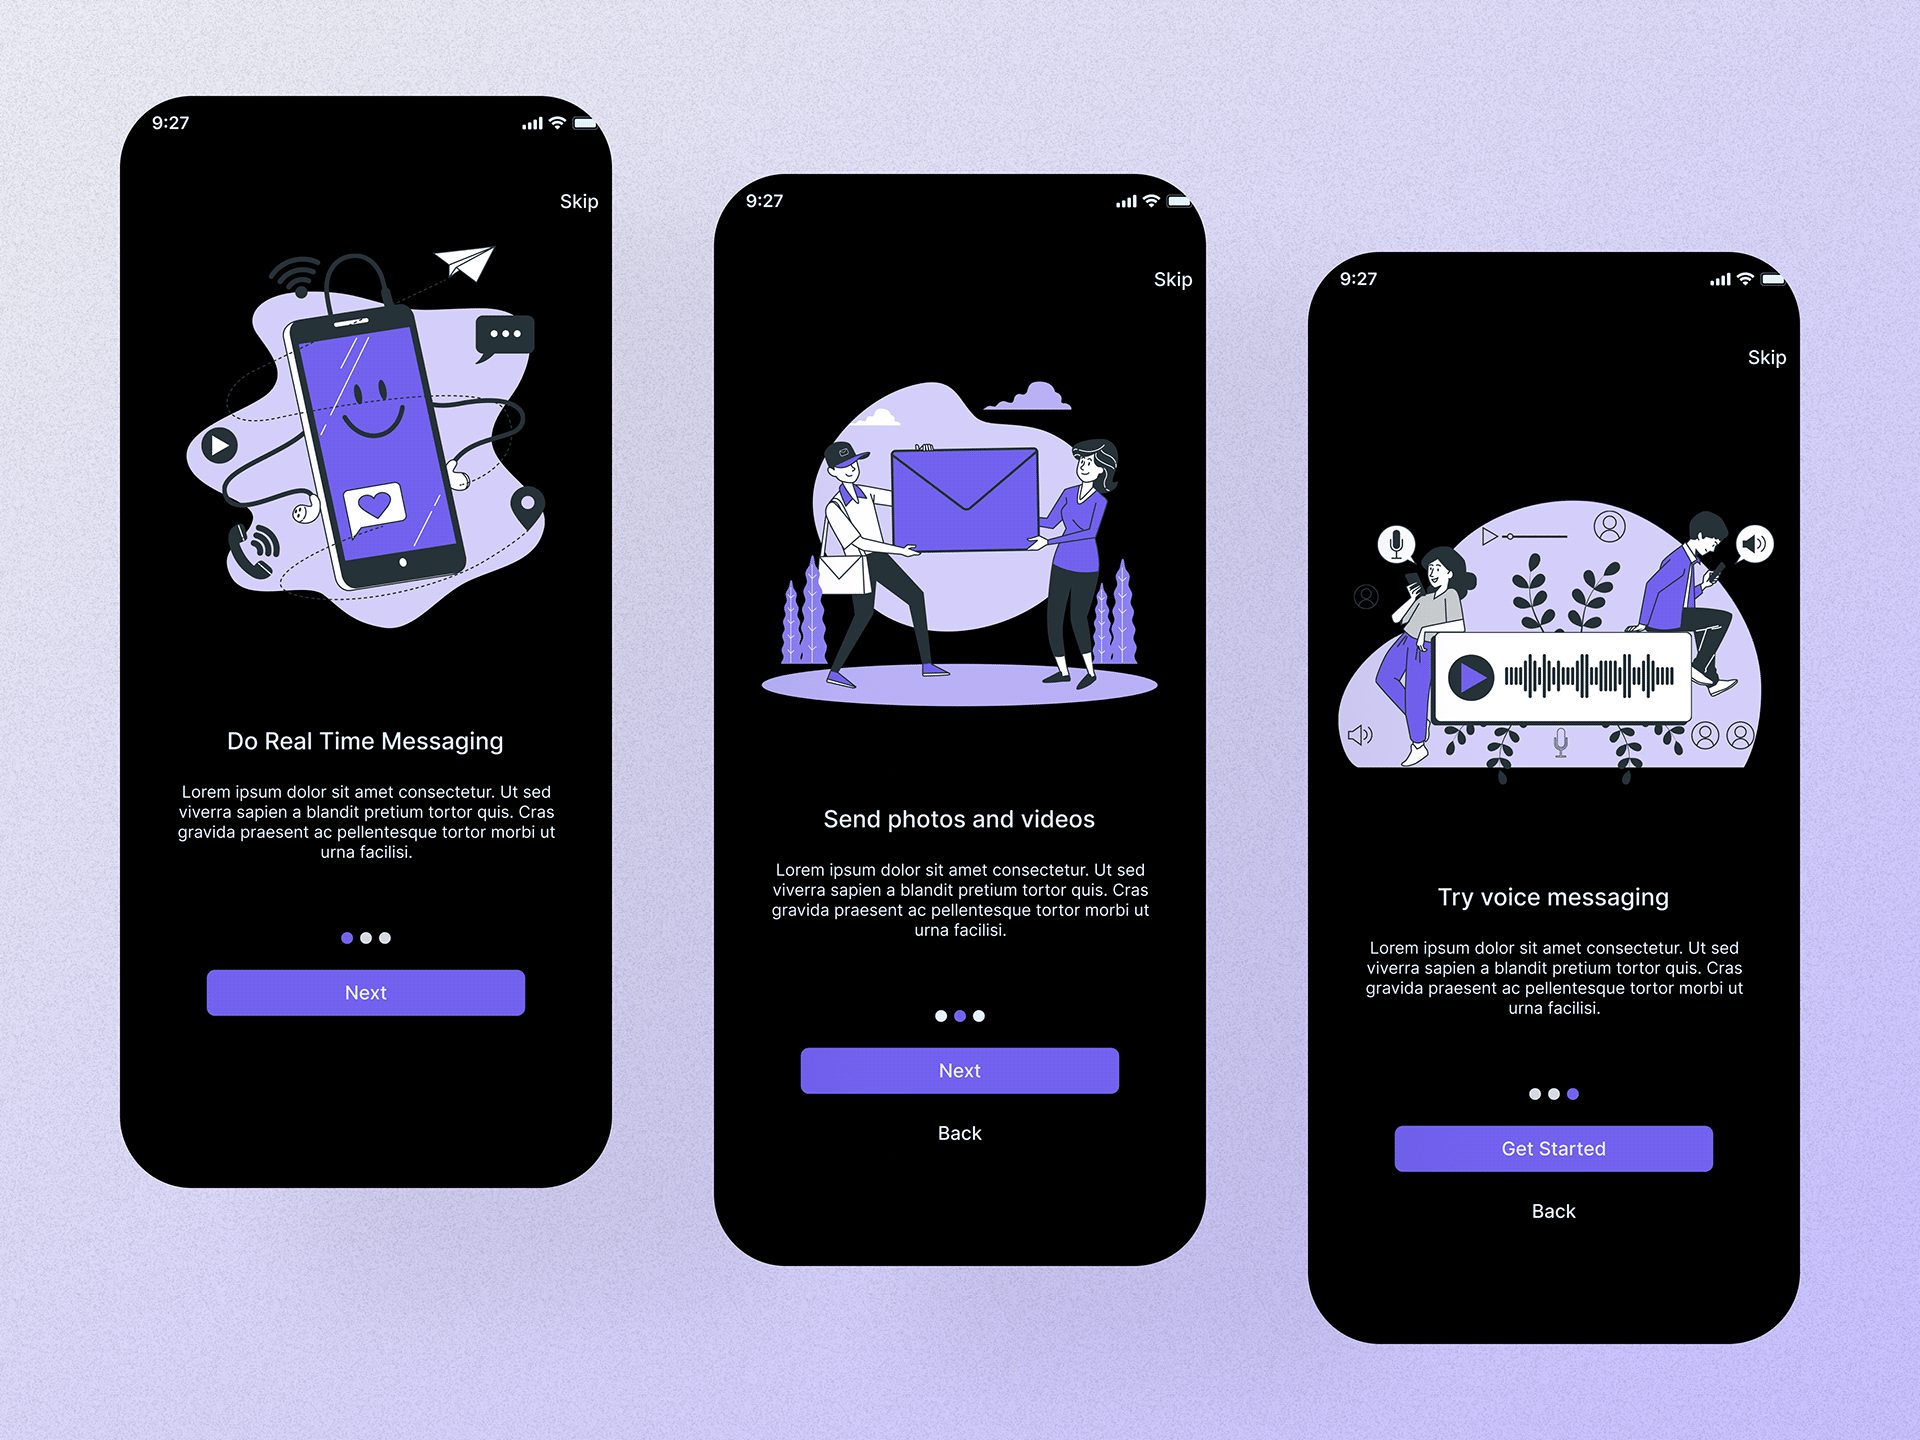 9:27
Skip
Do Real Time Messaging
Lorem ipsum dolor sit amet consectetur. Ut sed
viverra sapien a blandit pretium tortor quis. Cras
gravida praesent ac pellentesque tortor morbi ut
urna facilisi.
Next
9:27
Skip
Send photos and videos
Lorem ipsum dolor sit amet consectetur. Ut sed
viverra sapien a blandit pretium tortor quis. Cras
gravida praesent ac pellentesque tortor morbi ut
urna facilisi.
Next
Back
9:27
Skip
Try voice messaging
Lorem ipsum dolor sit amet consectetur. Ut sed
viverra sapien a blandit pretium tortor quis. Cras
gravida praesent ac pellentesque tortor morbi ut
urna facilisi.
Get Started
Back